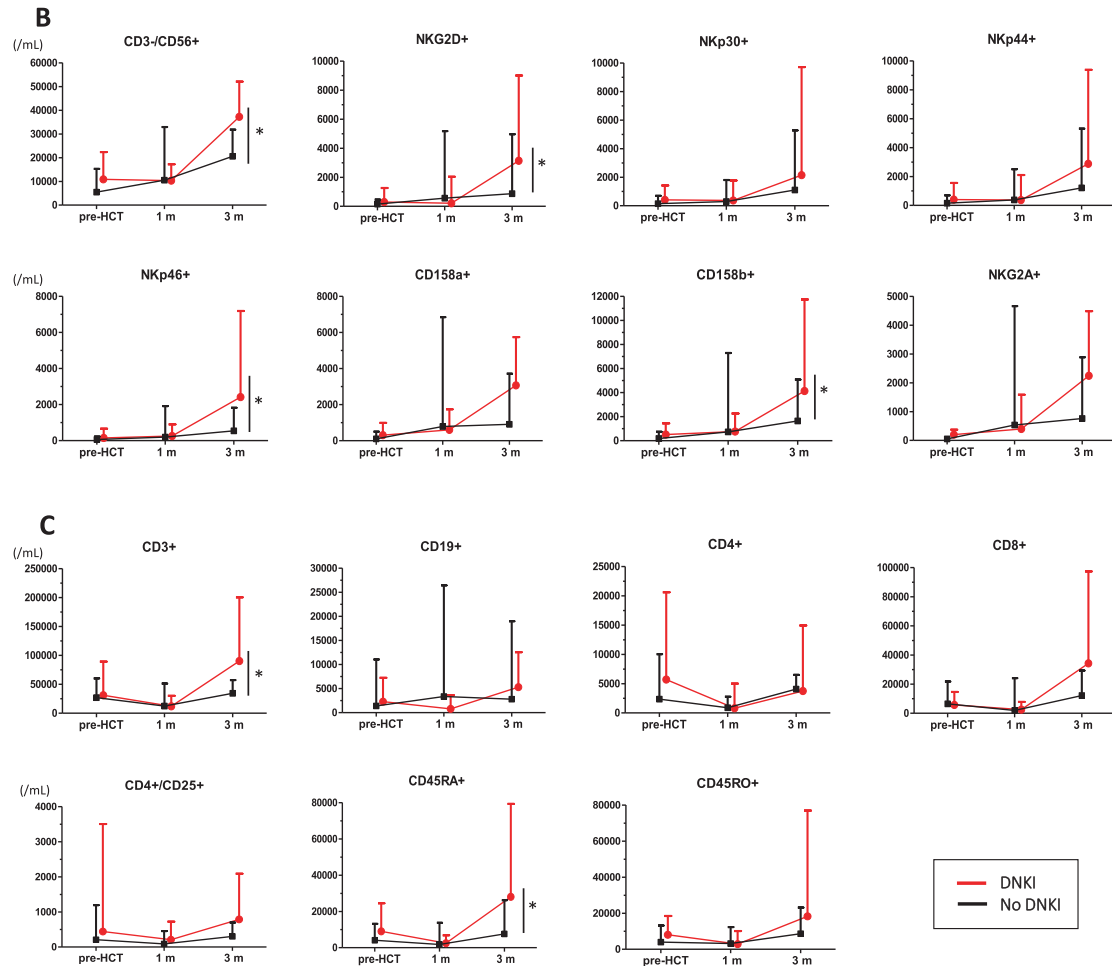 B
(/mL)
CD3-/CD56+
60000
50000
40000
30000
20000
10000
0
pre-HCT 1 m 3 m
*
NKG2D+
10000
8000
6000
4000
2000
0
pre-HCT 1 m 3 m
*
NKp30+
10000
8000
6000
4000
2000
0
pre-HCT 1 m 3 m
NKp44+
10000
8000
6000
4000
2000
0
pre-HCT 1 m 3 m
(/mL)
NKp46+
8000
6000
4000
2000
0
pre-HCT 1 m 3 m
*
CD158a+
8000
6000
4000
2000
0
pre-HCT 1 m 3 m
CD158b+
12000
10000
8000
6000
4000
2000
0
pre-HCT 1 m 3 m
*
NKG2A+
5000
4000
3000
2000
1000
0
pre-HCT 1 m 3 m
C
(/mL)
CD3+
250000
200000
150000
100000
50000
0
pre-HCT 1 m 3 m
*
CD19+
30000
25000
20000
15000
10000
5000
0
pre-HCT 1 m 3 m
CD4+
25000
20000
15000
10000
5000
0
pre-HCT 1 m 3 m
CD8+
100000
80000
60000
40000
20000
0
pre-HCT 1 m 3 m
(/mL)
CD4+/CD25+
4000
3000
2000
1000
500
0
pre-HCT 1 m 3 m
CD45RA+
80000
60000
40000
20000
0
pre-HCT 1 m 3 m
*
CD45RO+
80000
60000
40000
20000
10000
0
pre-HCT 1 m 3 m
DNKI
No DNKI